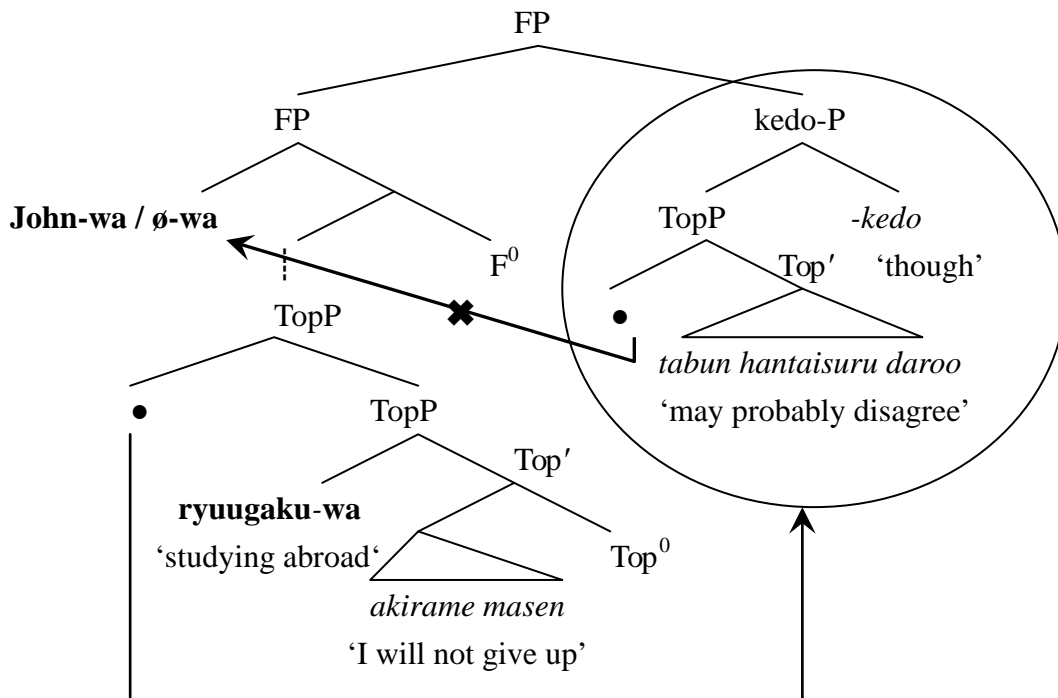 FP
FP kedo-P
John-wa / ø-wa TopP -kedo
F⁰ Top′ ‘though’
TopP
tabun hantaisuru daroo
TopP ‘may probably disagree’
Top′
ryuugaku-wa
‘studying abroad‘ Top⁰
akirame masen
‘I will not give up’